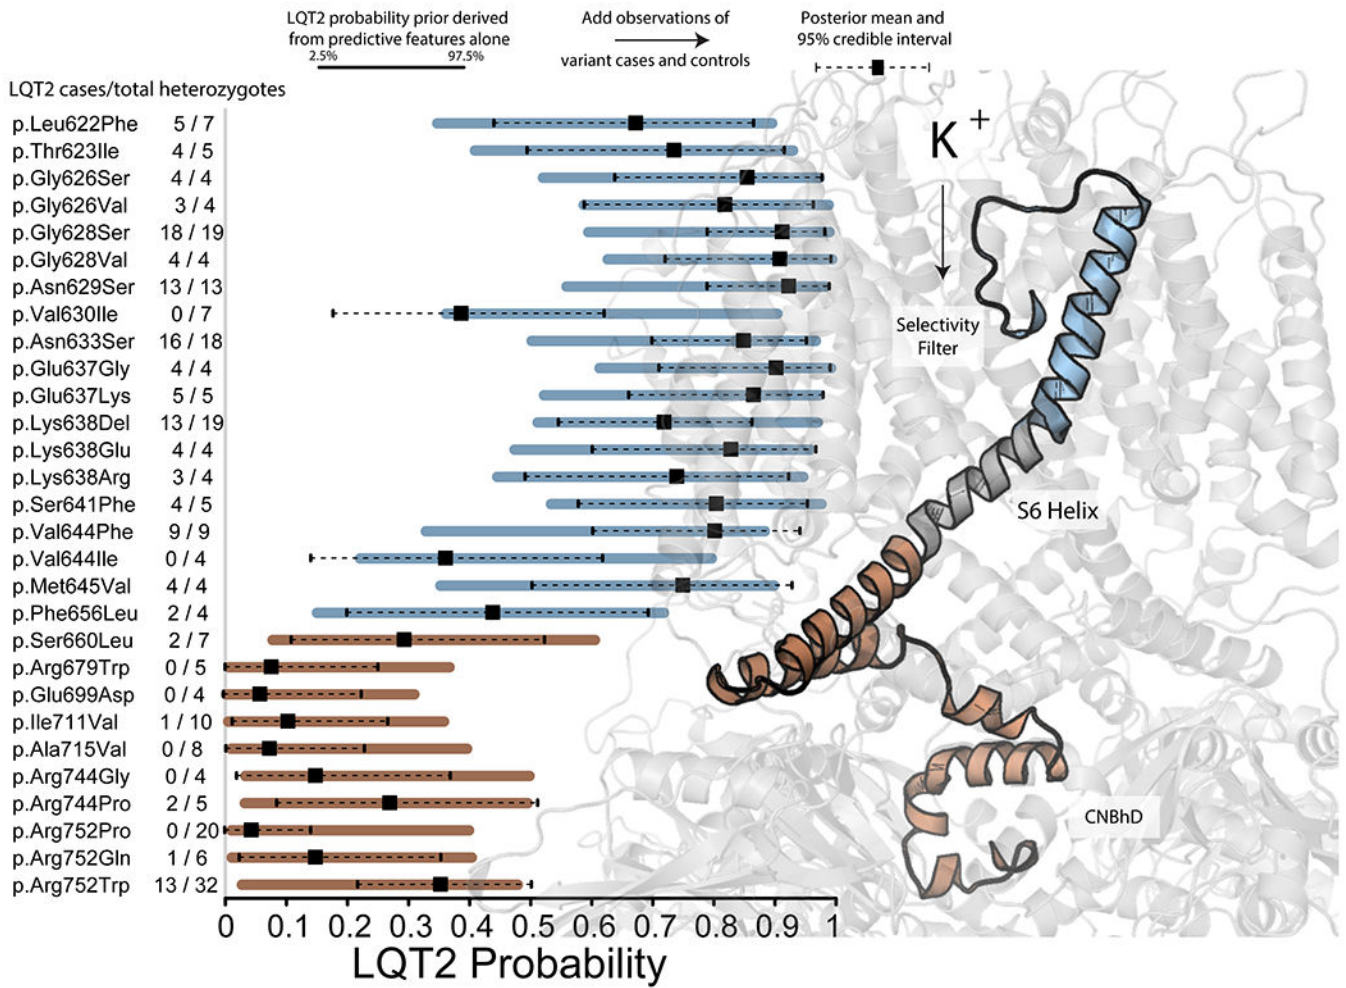 LQT2 probability prior derived
from predictive features alone
2.5% 97.5%
Add observations of
variant cases and controls
Posterior mean and
95% credible interval
LQT2 cases/total heterozygotes
p.Leu622Phe 5 / 7
p.Thr623Ile 4 / 5
p.Gly626Ser 4 / 4
p.Gly626Val 3 / 4
p.Gly628Ser 18 / 19
p.Gly628Val 4 / 4
p.Asn629Ser 13 / 13
p.Val630Ile 0 / 7
p.Asn633Ser 16 / 18
p.Glu637Gly 4 / 4
p.Glu637Lys 5 / 5
p.Lys638Del 13 / 19
p.Lys638Glu 4 / 4
p.Lys638Arg 3 / 4
p.Ser641Phe 4 / 5
p.Val644Phe 9 / 9
p.Val644Ile 0 / 4
p.Met645Val 4 / 4
p.Phe656Leu 2 / 4
p.Ser660Leu 2 / 7
p.Arg679Trp 0 / 5
p.Glu699Asp 0 / 4
p.Ile711Val 1 / 10
p.Ala715Val 0 / 8
p.Arg744Gly 0 / 4
p.Arg744Pro 2 / 5
p.Arg752Pro 0 / 20
p.Arg752Gln 1 / 6
p.Arg752Trp 13 / 32
0 0.1 0.2 0.3 0.4 0.5 0.6 0.7 0.8 0.9 1
LQT2 Probability
K+
Selectivity
Filter
S6 Helix
CNBhD